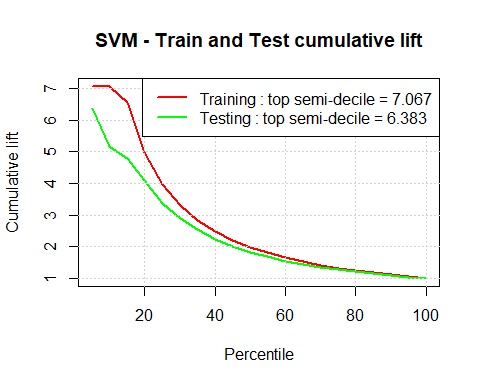 SVM - Train and Test cumulative lift
Training : top semi-decile = 7.067
Testing : top semi-decile = 6.383
Cumulative lift
7
6
5
4
3
2
1
20 40 60 80 100
Percentile